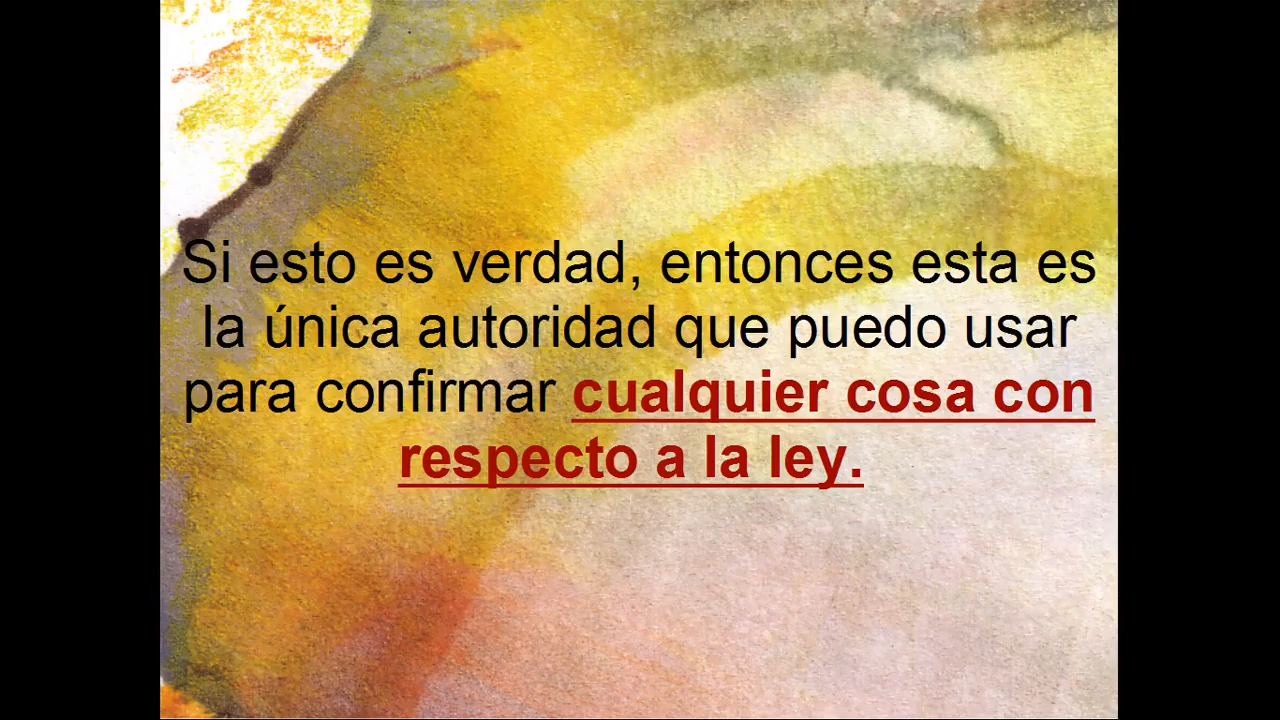 Si esto es verdad, entonces esta es
la única autoridad que puedo usar
para confirmar cualquier cosa con
respecto a la ley.